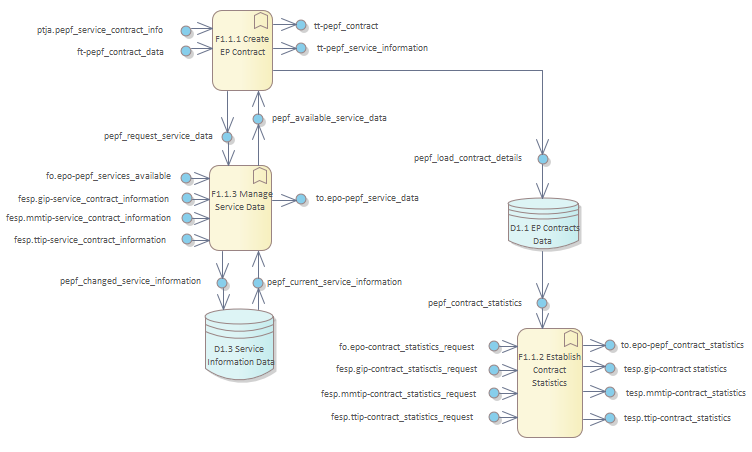 ptja.pepf_service_contract_info
ft-pepf_contract_data
F1.1.1 Create
EP Contract
tt-pepf_contract
tt-pepf_service_information
pepf_available_service_data
pepf_request_service_data
pepf_load_contract_details
fo.epo-pepf_services_available
fesp.gip-service_contract_information
fesp.mmtip-service_contract_information
fesp.ttip-service_contract_information
F1.1.3 Manage
Service Data
to.epo-pepf_service_data
D1.1 EP Contracts
Data
pepf_changed_service_information
pepf_current_service_information
pepf_contract_statistics
D1.3 Service
Information Data
fo.epo-contract_statistics_request
fesp.gip-contract_statisctis_request
fesp.mmtip-contract_statistics_request
fesp.ttip-contract_statistics_request
F1.1.2 Establish
Contract
Statistics
to.epo-pepf_contract_statistics
tesp.gip-contract statistics
tesp.mmtip-contract_statistics
tesp.ttip-contract_statistics